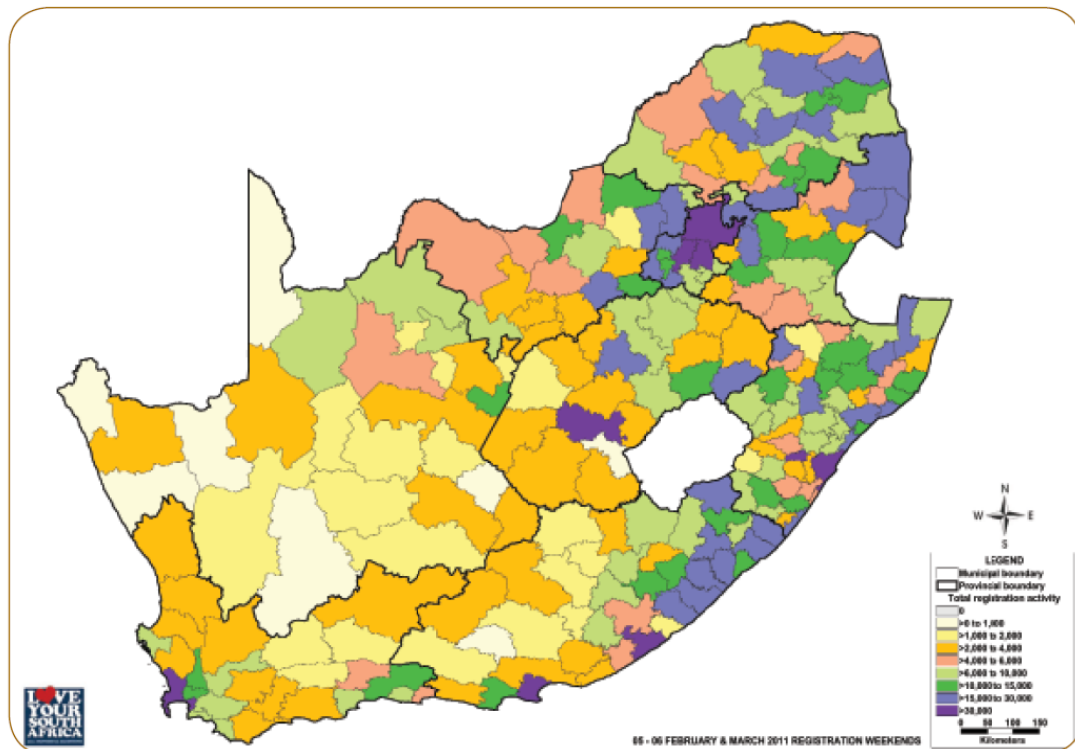 N
W E
S
LEGEND
Municipal boundary
Provincial boundary
Total registration activity
0
>0 to 1,000
>1,000 to 2,000
>2,000 to 4,000
>4,000 to 6,000
>6,000 to 10,000
>10,000 to 15,000
>15,000 to 30,000
>30,000
0 50 100 150
Kilometers
LOVE
YOUR
SOUTH
AFRICA
05 - 06 FEBRUARY & MARCH 2011 REGISTRATION WEEKENDS